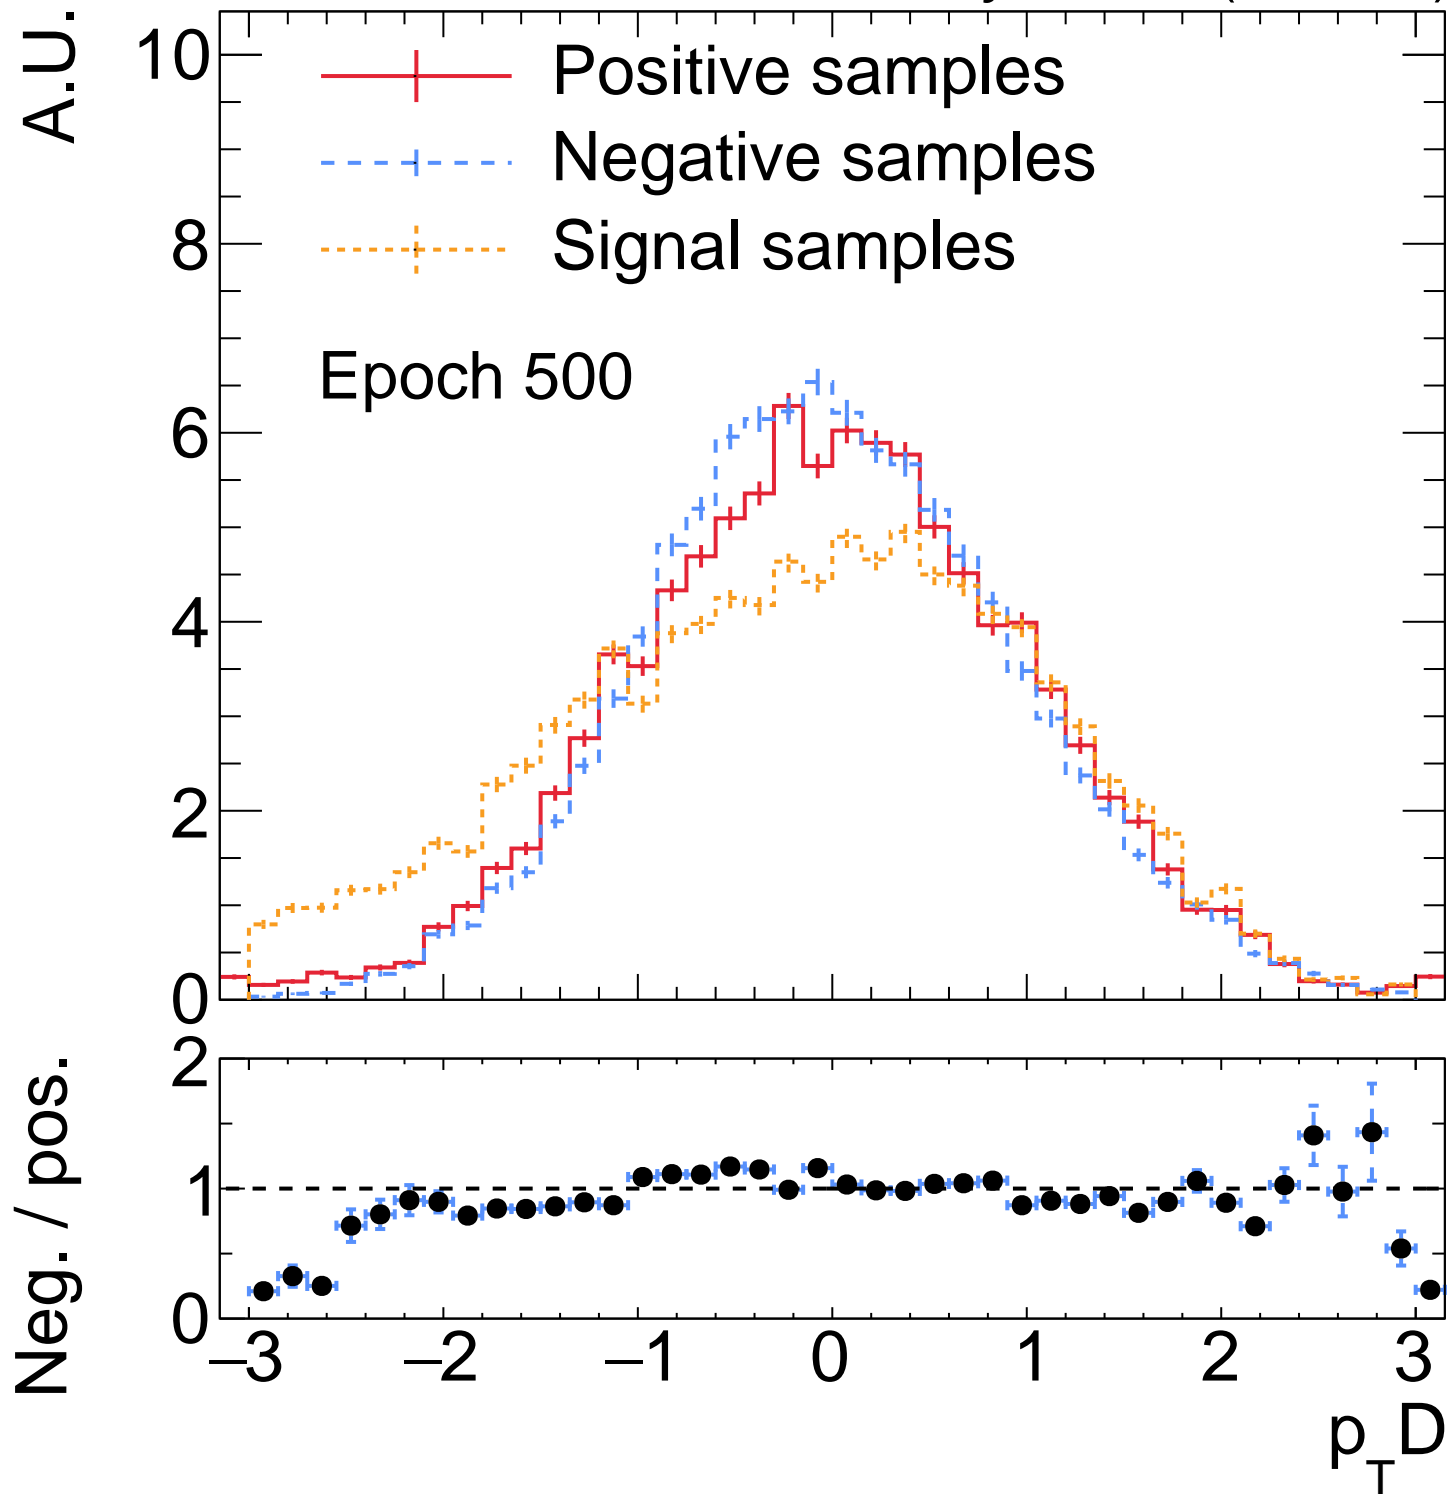 A.U.
10
8
6
4
2
0
Positive samples
Negative samples
Signal samples
Epoch 500
Neg. / pos.
2
1
0
–3 –2 –1 0 1 2 3
p_T D